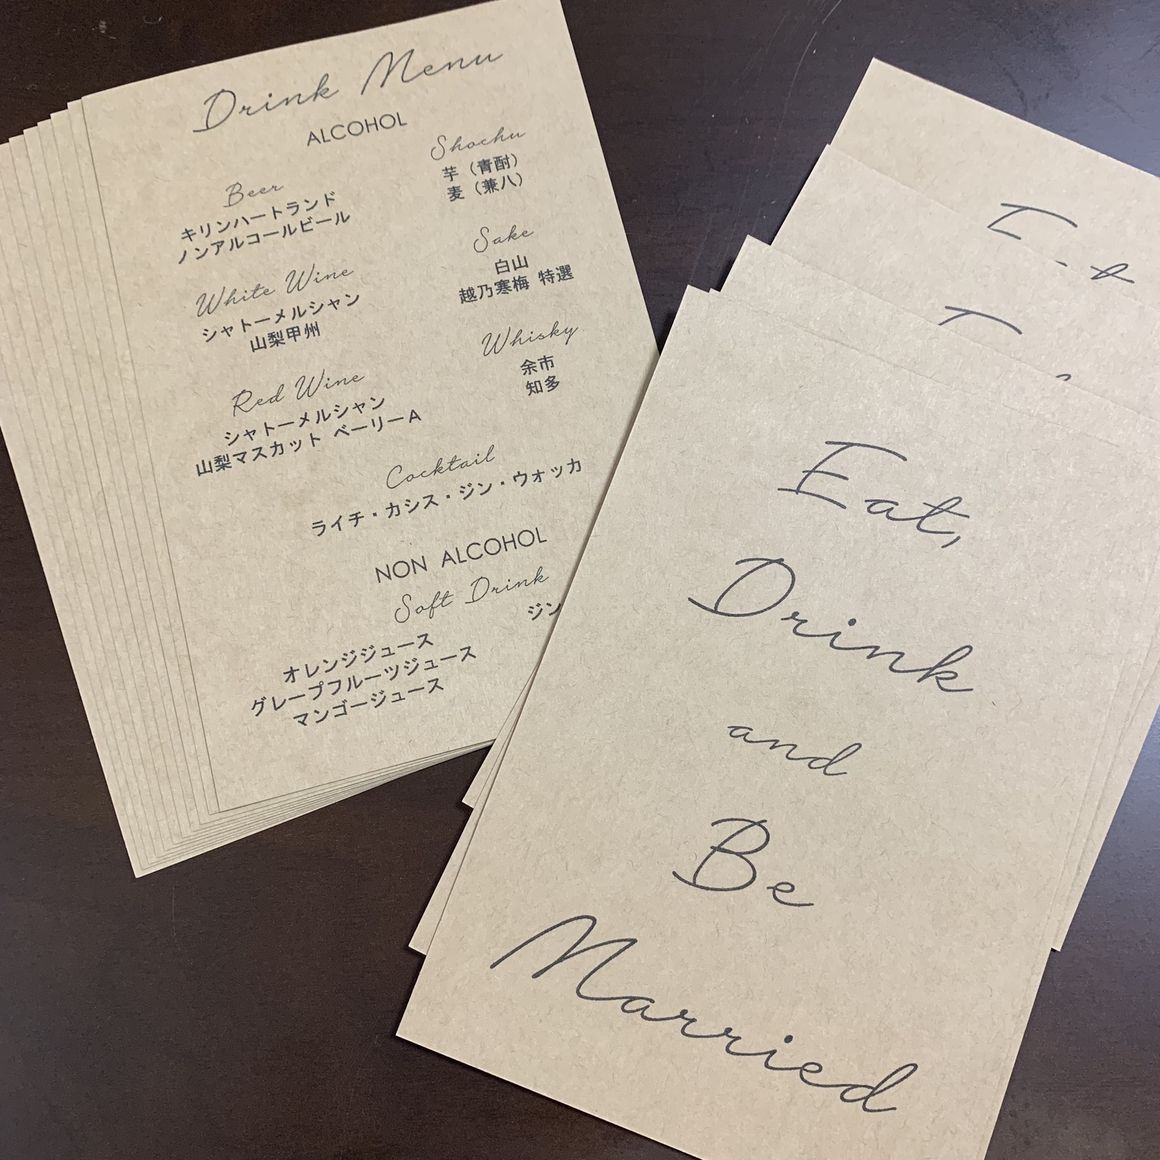 Drink Menu
ALCOHOL
Beer
キリンハートランド
ノンアルコールビール
White Wine
シャトーメルシャン
山梨甲州
Red Wine
シャトーメルシャン
山梨マスカット ベーリーA
Shochu
芋（青酎）
麦（兼八）
Sake
白山
越乃寒梅 特選
Whisky
余市
知多
Cocktail
ライチ・カシス・ジン・ウォッカ
NON ALCOHOL
Soft Drink
オレンジジュース
グレープフルーツジュース
マンゴージュース
ジン
Eat,
Drink
and
Be
Married